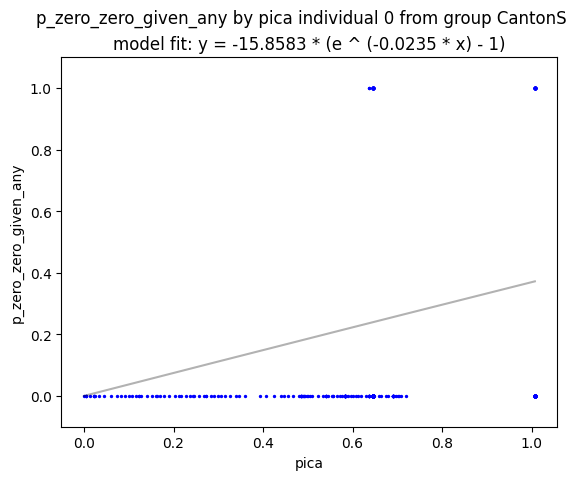 p_zero_zero_given_any by pica individual 0 from group CantonS
model fit: y = -15.8583 * (e ^ (-0.0235 * x) - 1)
p_zero_zero_given_any
1.0
0.8
0.6
0.4
0.2
0.0
0.0 0.2 0.4 0.6 0.8 1.0
pica